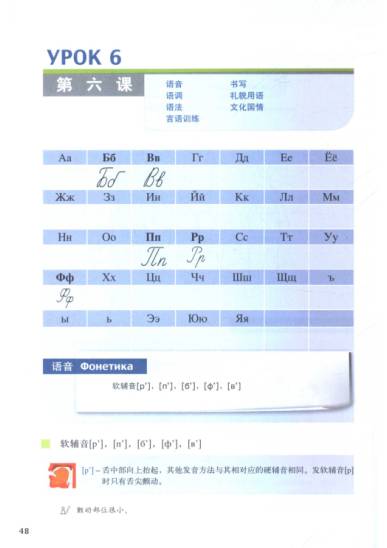 УРОК 6
第 六 课
语音 书写
语调 礼貌用语
语法 文化国情
言语训练
Аа Бб Вв Гг Дд Ее Ёё
Бб Вв
Жж Зз Ии Йй Кк Лл Мм
Нн Оо Пп Рр Сс Тт Уу
Пп Рр
Фф Хх Цц Чч Шш Щщ ъ
Фф
ы ь Ээ Юю Яя
语音 Фонетика
软辅音[р'], [п'], [б'], [ф'], [в']
软辅音[р'], [п'], [б'], [ф'], [в']
[р'] – 舌中部向上抬起，其他发音方法与其相对应的硬辅音相同。发软辅音[р]
时只有舌尖颤动。
颤动部位很小。
48